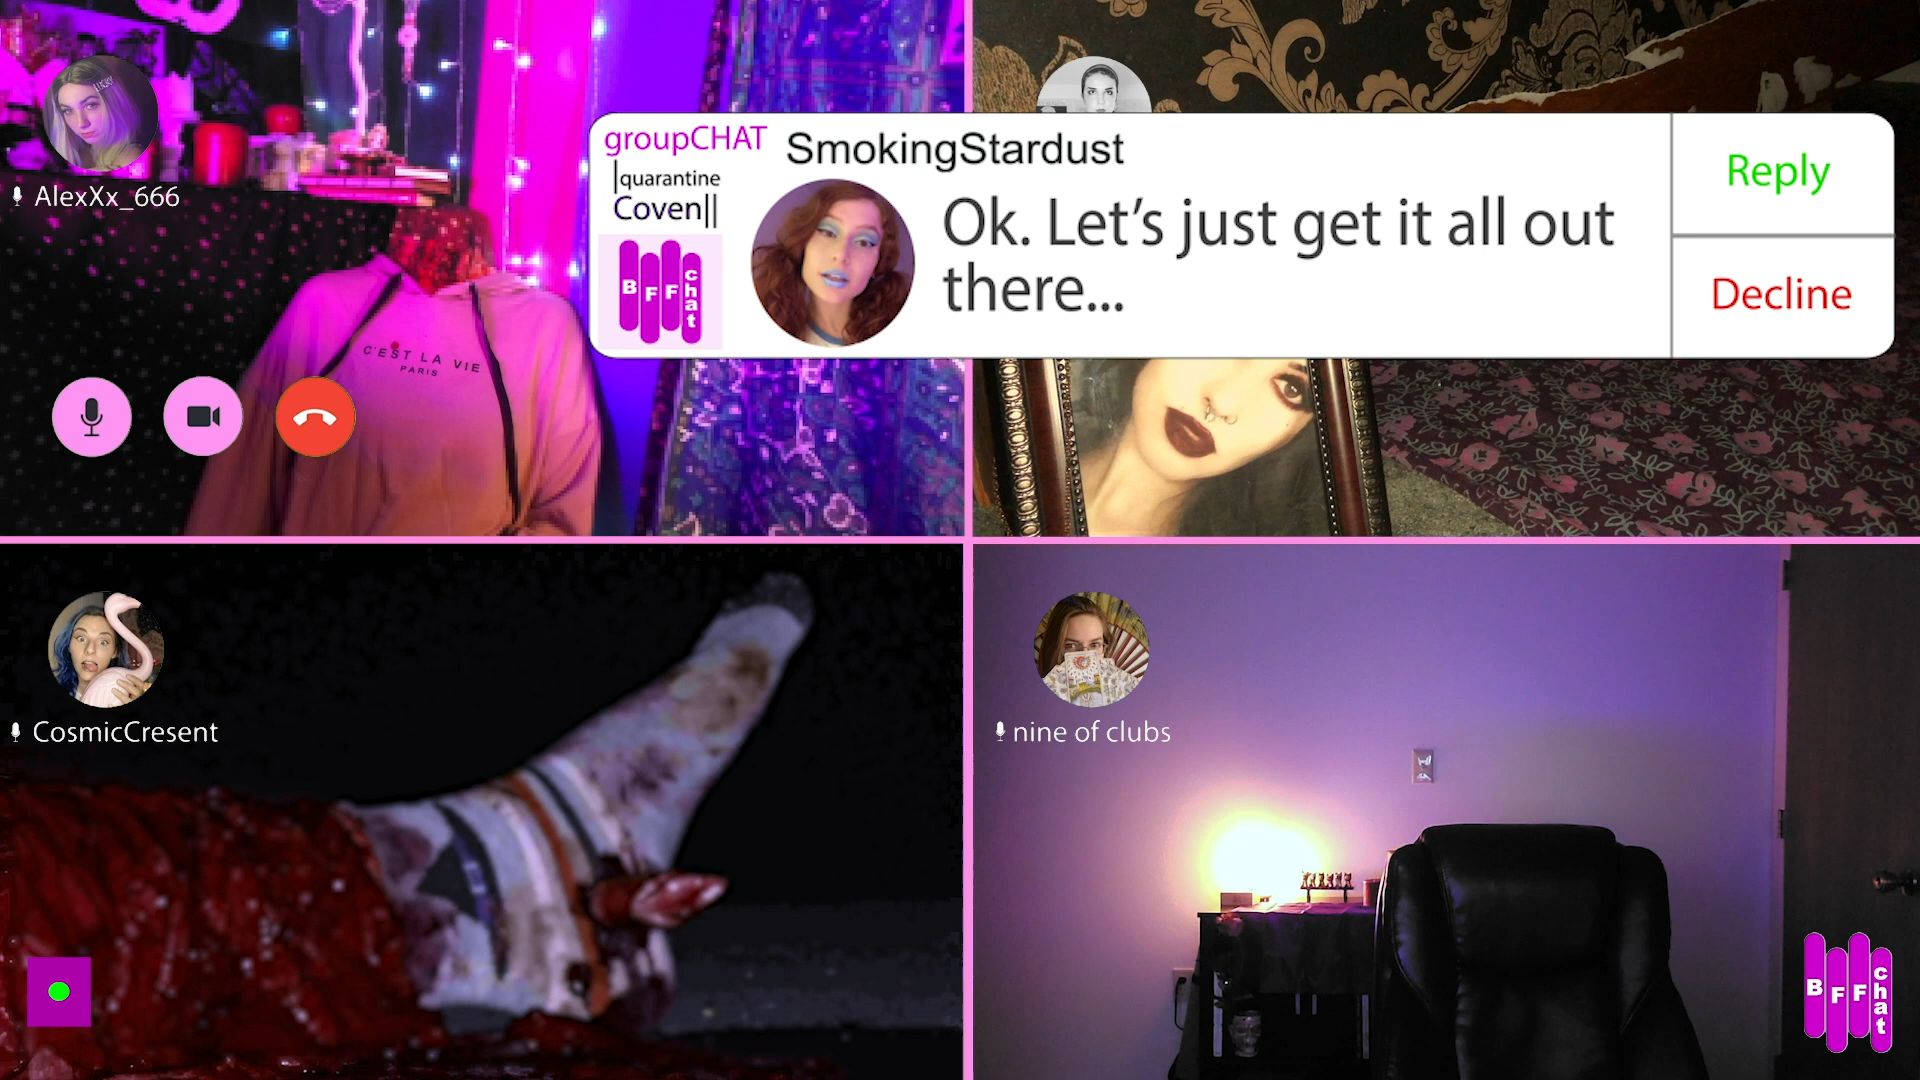 AlexXx_666
groupCHAT
|quarantine
Coven||
BFF chat
SmokingStardust
Ok. Let’s just get it all out
there...
Reply
Decline
C'EST LA VIE
PARIS
CosmicCresent
nine of clubs
BFF chat